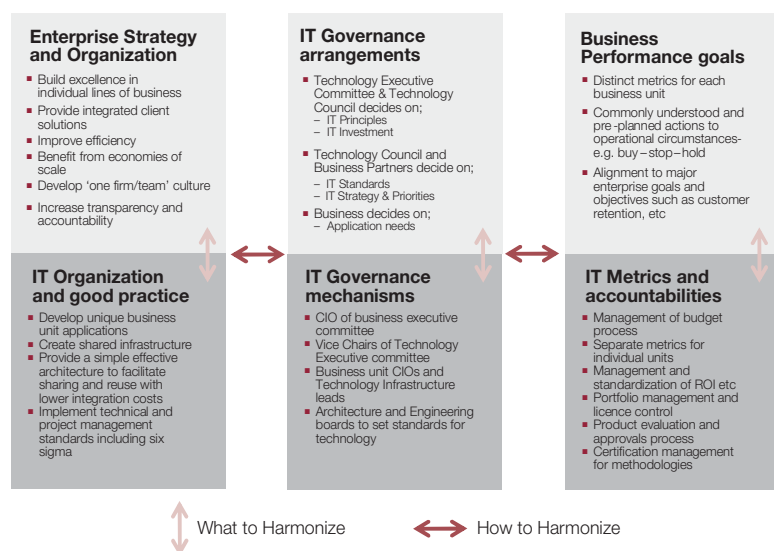 Enterprise Strategy
and Organization
Build excellence in
individual lines of business
Provide integrated client
solutions
Improve efficiency
Benefit from economies of
scale
Develop 'one firm/team' culture
Increase transparency and
accountability
IT Organization
and good practice
Develop unique business
unit applications
Create shared infrastructure
Provide a simple effective
architecture to facilitate
sharing and reuse with
lower integration costs
Implement technical and
project management
standards including six
sigma
IT Governance
arrangements
Technology Executive
Committee & Technology
Council decides on;
– IT Principles
– IT Investment
Technology Council and
Business Partners decide on;
– IT Standards
– IT Strategy & Priorities
Business decides on;
– Application needs
IT Governance
mechanisms
CIO of business executive
committee
Vice Chairs of Technology
Executive committee
Business unit CIOs and
Technology Infrastructure
leads
Architecture and Engineering
boards to set standards for
technology
Business
Performance goals
Distinct metrics for each
business unit
Commonly understood and
pre-planned actions to
operational circumstances-
e.g. buy–stop–hold
Alignment to major
enterprise goals and
objectives such as customer
retention, etc
IT Metrics and
accountabilities
Management of budget
process
Separate metrics for
individual units
Management and
standardization of ROI etc
Portfolio management and
licence control
Product evaluation and
approvals process
Certification management
for methodologies
What to Harmonize
How to Harmonize